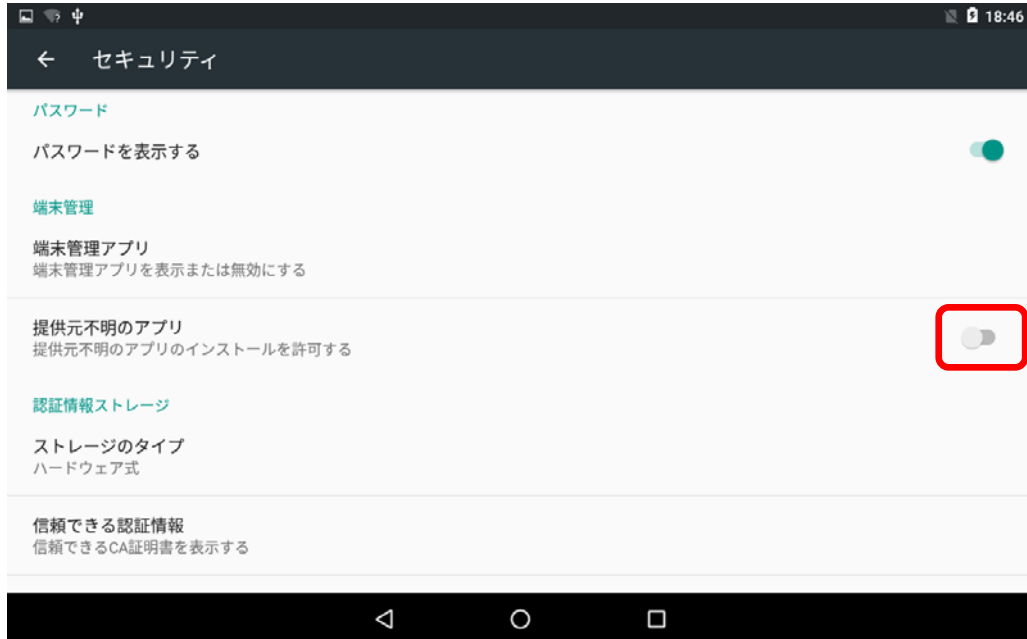 18:46
セキュリティ
パスワード
パスワードを表示する
端末管理
端末管理アプリ
端末管理アプリを表示または無効にする
提供元不明のアプリ
提供元不明のアプリのインストールを許可する
認証情報ストレージ
ストレージのタイプ
ハードウェア式
信頼できる認証情報
信頼できるCA証明書を表示する